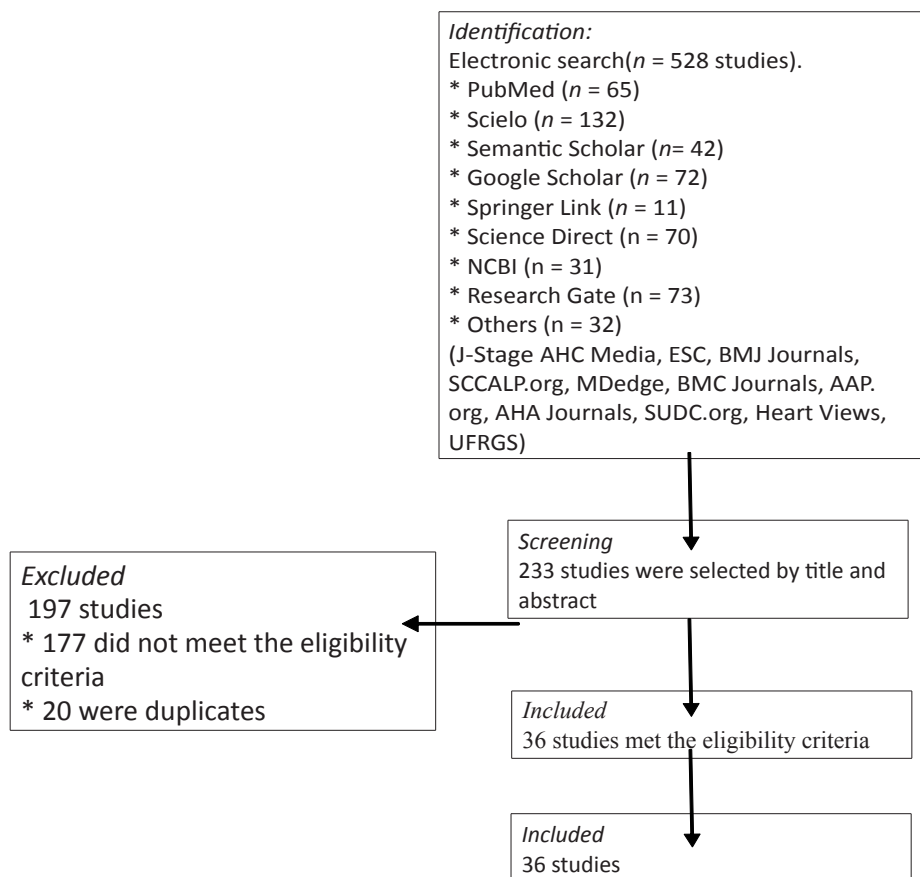 Identification:
Electronic search(n = 528 studies).
* PubMed (n = 65)
* Scielo (n = 132)
* Semantic Scholar (n= 42)
* Google Scholar (n = 72)
* Springer Link (n = 11)
* Science Direct (n = 70)
* NCBI (n = 31)
* Research Gate (n = 73)
* Others (n = 32)
(J-Stage AHC Media, ESC, BMJ Journals,
SCCALP.org, MDedge, BMC Journals, AAP.
org, AHA Journals, SUDC.org, Heart Views,
UFRGS)
Screening
233 studies were selected by title and
abstract
Excluded
197 studies
* 177 did not meet the eligibility
criteria
* 20 were duplicates
Included
36 studies met the eligibility criteria
Included
36 studies